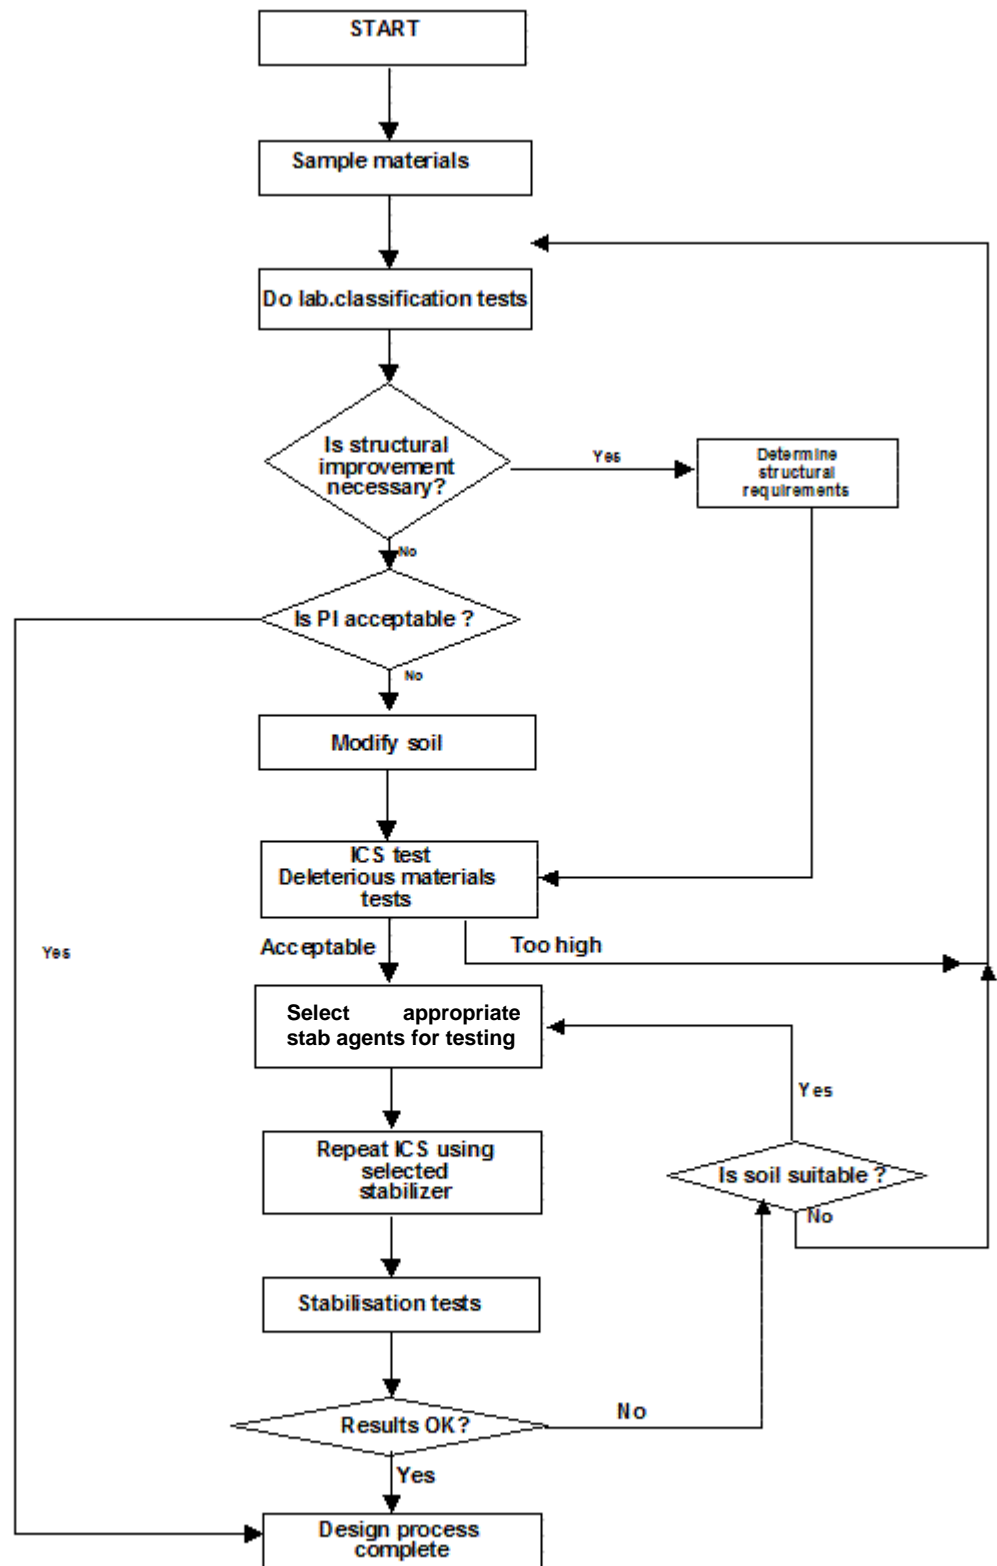 START
Sample materials
Do lab.classification tests
Is structural
improvement
necessary?
Yes
Determine
structural
requirements
No
Is PI acceptable ?
No
Modify soil
ICS test
Deleterious materials
tests
Yes
Acceptable
Too high
Select appropriate
stab agents for testing
Yes
Repeat ICS using
selected
stabilizer
Is soil suitable ?
No
Stabilisation tests
Results OK?
No
Yes
Design process
complete